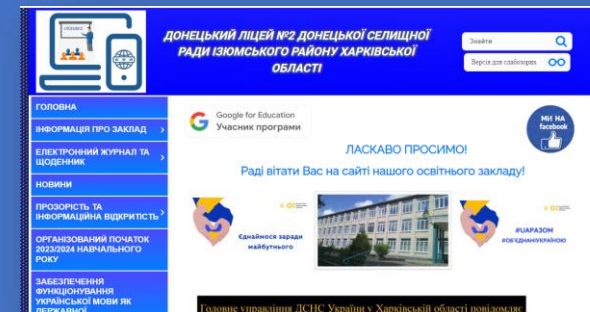 ДОНЕЦЬКИЙ ЛІЦЕЙ №2 ДОНЕЦЬКОЇ СЕЛИЩНОЇ
РАДИ ІЗЮМСЬКОГО РАЙОНУ ХАРКІВСЬКОЇ
ОБЛАСТІ
Знайти
Версія для слабозорих
ГОЛОВНА
ІНФОРМАЦІЯ ПРО ЗАКЛАД >
ЕЛЕКТРОННИЙ ЖУРНАЛ ТА >
ЩОДЕННИК
НОВИНИ
ПРОЗОРІСТЬ ТА >
ІНФОРМАЦІЙНА ВІДКРИТІСТЬ
ОРГАНІЗОВАНИЙ ПОЧАТОК
2023/2024 НАВЧАЛЬНОГО
РОКУ
ЗАБЕЗПЕЧЕННЯ
ФУНКЦІОНУВАННЯ
УКРАЇНСЬКОЇ МОВИ ЯК
ДЕРЖАВНОЇ
Google for Education
Учасник програми
МИ НА
facebook
ЛАСКАВО ПРОСИМО!
Раді вітати Вас на сайті нашого освітнього закладу!
Єднаймося заради
майбутнього
#UАРАЗОМ
#ОБ'ЄДНАНІУКРАЇНОЮ
Головне управління ДСНС України у Харківській області повідомляє